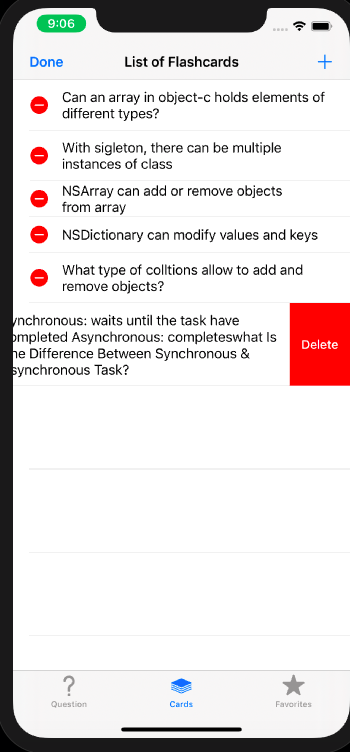 9:06
Done
List of Flashcards
+
Can an array in object-c holds elements of
different types?
With sigleton, there can be multiple
instances of class
NSArray can add or remove objects
from array
NSDictionary can modify values and keys
What type of colltions allow to add and
remove objects?
ynchronous: waits until the task have
ompleted Asynchronous: completeswhat Is
he Difference Between Synchronous &
synchronous Task?
Delete
Question
Cards
Favorites